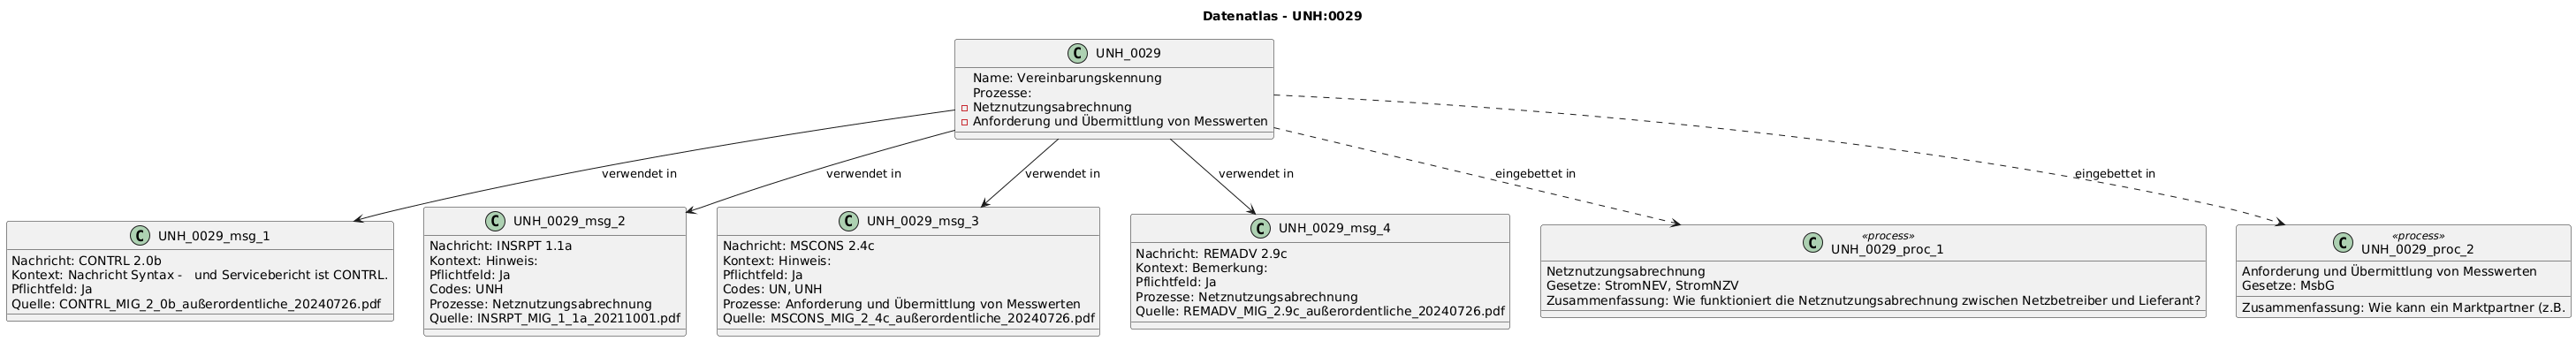 Datenatlas - UNH:0029
C UNH_0029
Name: Vereinbarungskennung
Prozesse:
Netznutzungsabrechnung
Anforderung und Übermittlung von Messwerten
verwendet in
verwendet in
verwendet in
verwendet in
eingebettet in
eingebettet in
C UNH_0029_msg_1
Nachricht: CONTRL 2.0b
Kontext: Nachricht Syntax -   und Servicebericht ist CONTRL.
Pflichtfeld: Ja
Quelle: CONTRL_MIG_2_0b_außerordentliche_20240726.pdf
C UNH_0029_msg_2
Nachricht: INSRPT 1.1a
Kontext: Hinweis:
Pflichtfeld: Ja
Codes: UNH
Prozesse: Netznutzungsabrechnung
Quelle: INSRPT_MIG_1_1a_20211001.pdf
C UNH_0029_msg_3
Nachricht: MSCONS 2.4c
Kontext: Hinweis:
Pflichtfeld: Ja
Codes: UN, UNH
Prozesse: Anforderung und Übermittlung von Messwerten
Quelle: MSCONS_MIG_2_4c_außerordentliche_20240726.pdf
C UNH_0029_msg_4
Nachricht: REMADV 2.9c
Kontext: Bemerkung:
Pflichtfeld: Ja
Prozesse: Netznutzungsabrechnung
Quelle: REMADV_MIG_2.9c_außerordentliche_20240726.pdf
«process»
C UNH_0029_proc_1
Netznutzungsabrechnung
Gesetze: StromNEV, StromNZV
Zusammenfassung: Wie funktioniert die Netznutzungsabrechnung zwischen Netzbetreiber und Lieferant?
«process»
C UNH_0029_proc_2
Anforderung und Übermittlung von Messwerten
Gesetze: MsbG
Zusammenfassung: Wie kann ein Marktpartner (z.B.